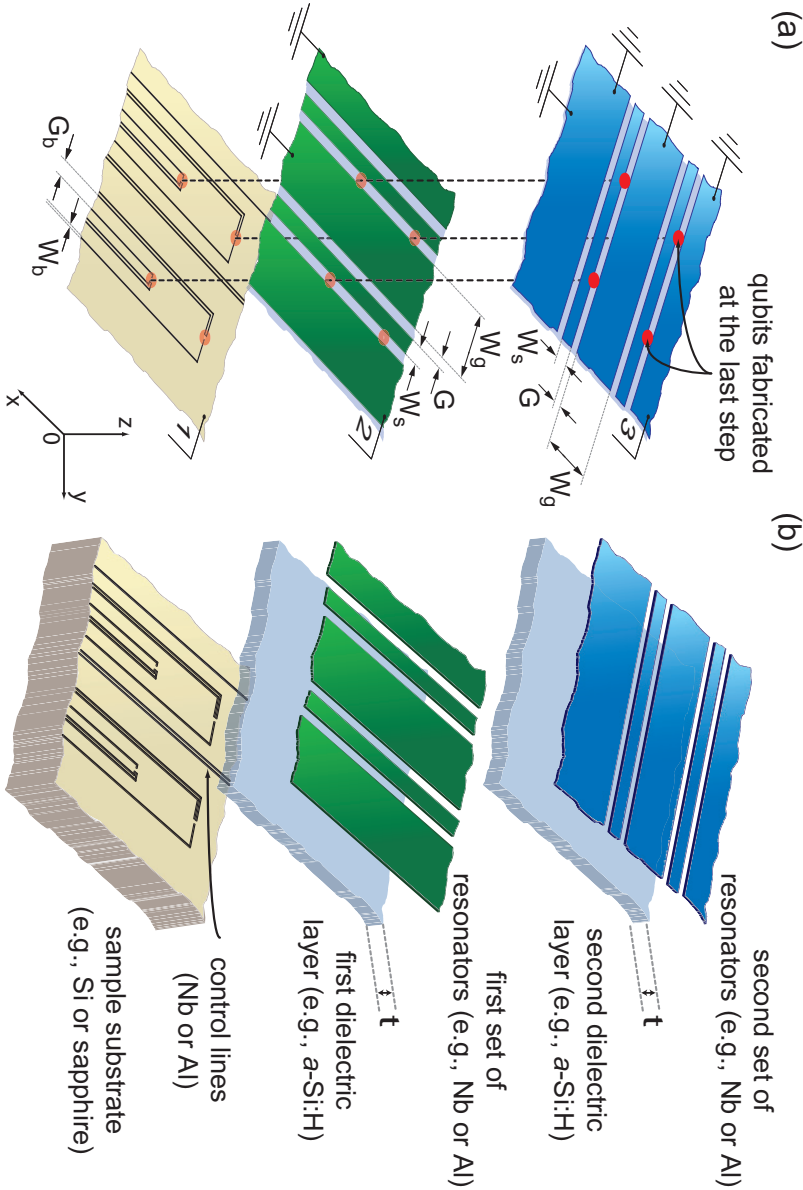 (a)
qubits fabricated
at the last step
3
W_s
G
W_g
2
W_g
G
W_s
1
G_b
W_b
z
0
y
x
(b)
second set of
resonators (e.g., Nb or Al)
second dielectric
layer (e.g., a-Si:H)
t
first set of
resonators (e.g., Nb or Al)
t
first dielectric
layer (e.g., a-Si:H)
control lines
(Nb or Al)
sample substrate
(e.g., Si or sapphire)